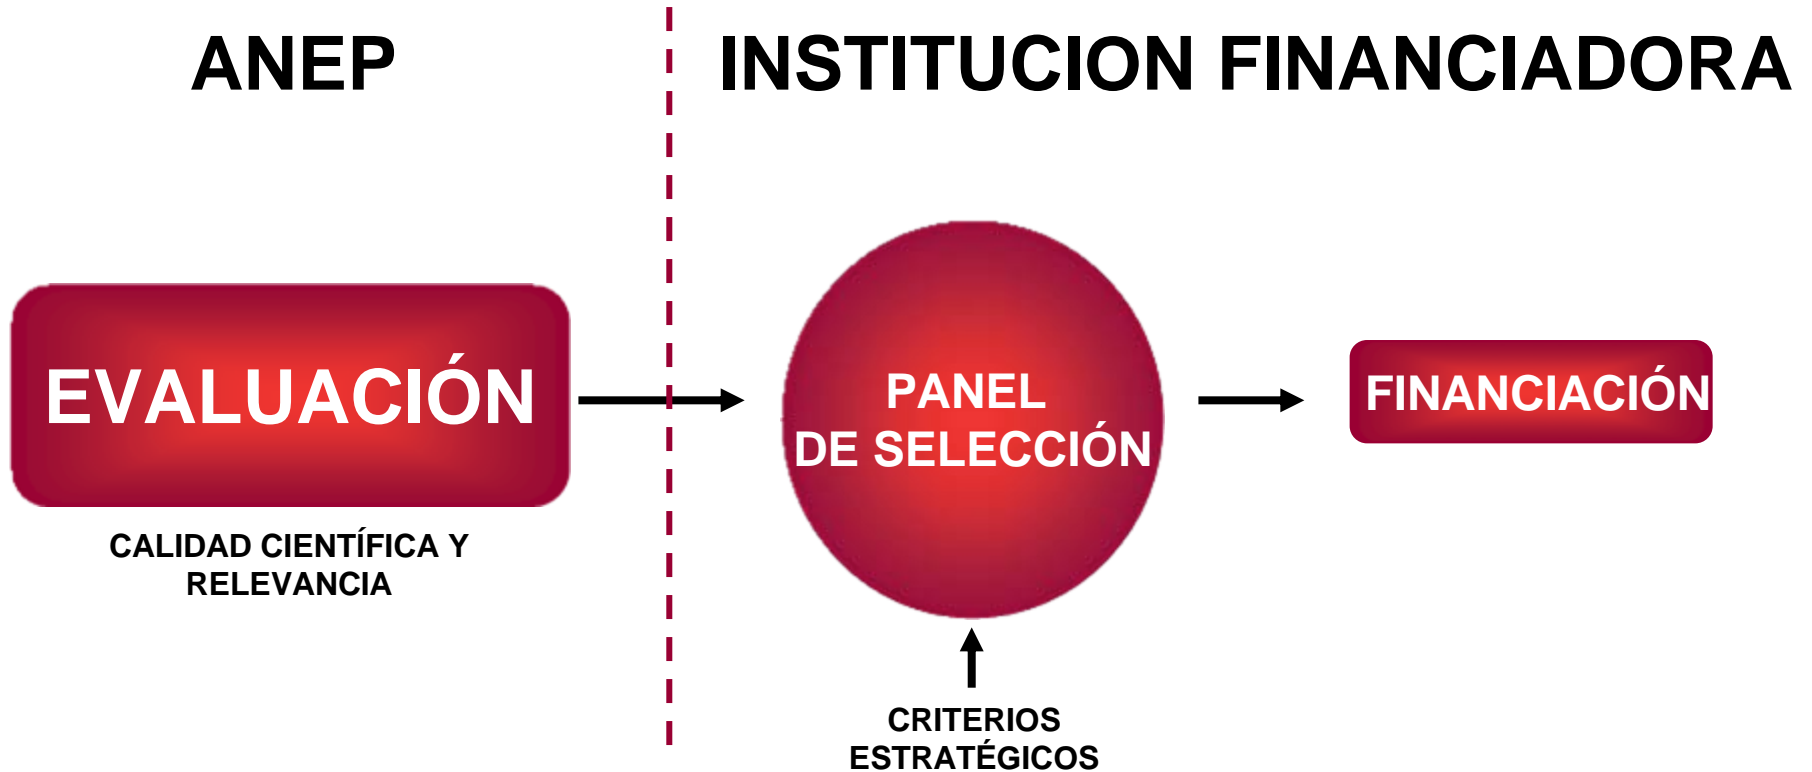 ANEP
INSTITUCION FINANCIADORA
EVALUACIÓN
CALIDAD CIENTÍFICA Y
RELEVANCIA
PANEL
DE SELECCIÓN
CRITERIOS
ESTRATÉGICOS
FINANCIACIÓN